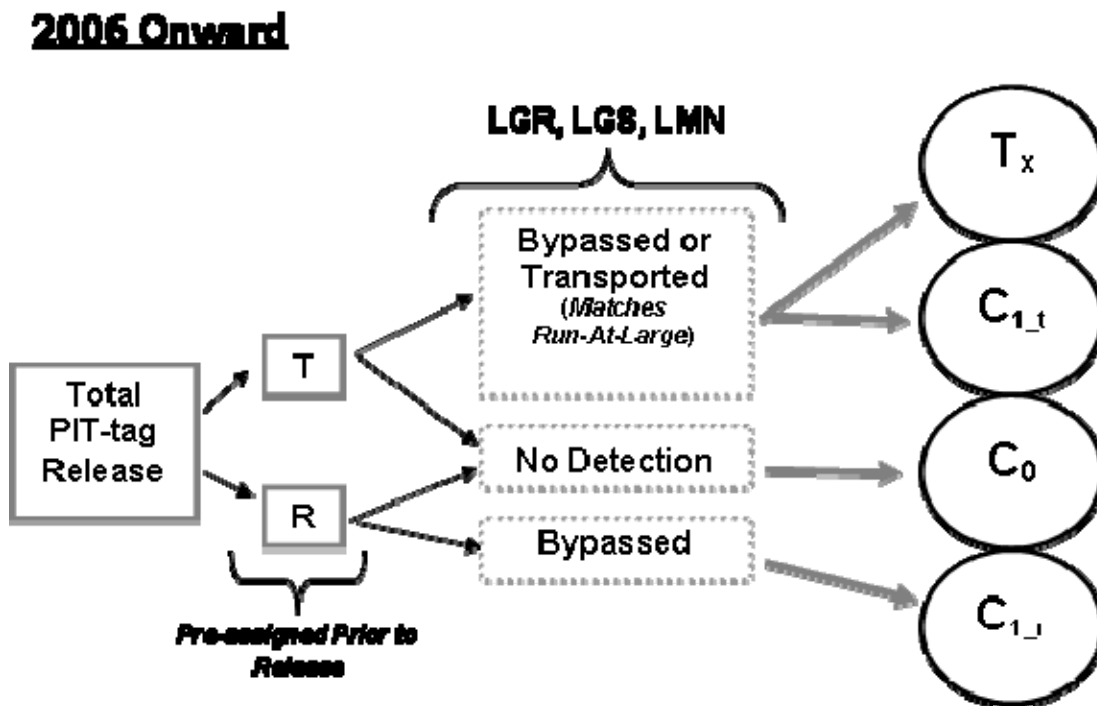 2006 Onward
LGR, LGS, LMN
Bypassed or
Transported
(Matches
Run-At-Large)
Total
PIT-tag
Release
T
R
No Detection
Bypassed
Pre-assigned Prior to
Release
Tx
C1_t
C0